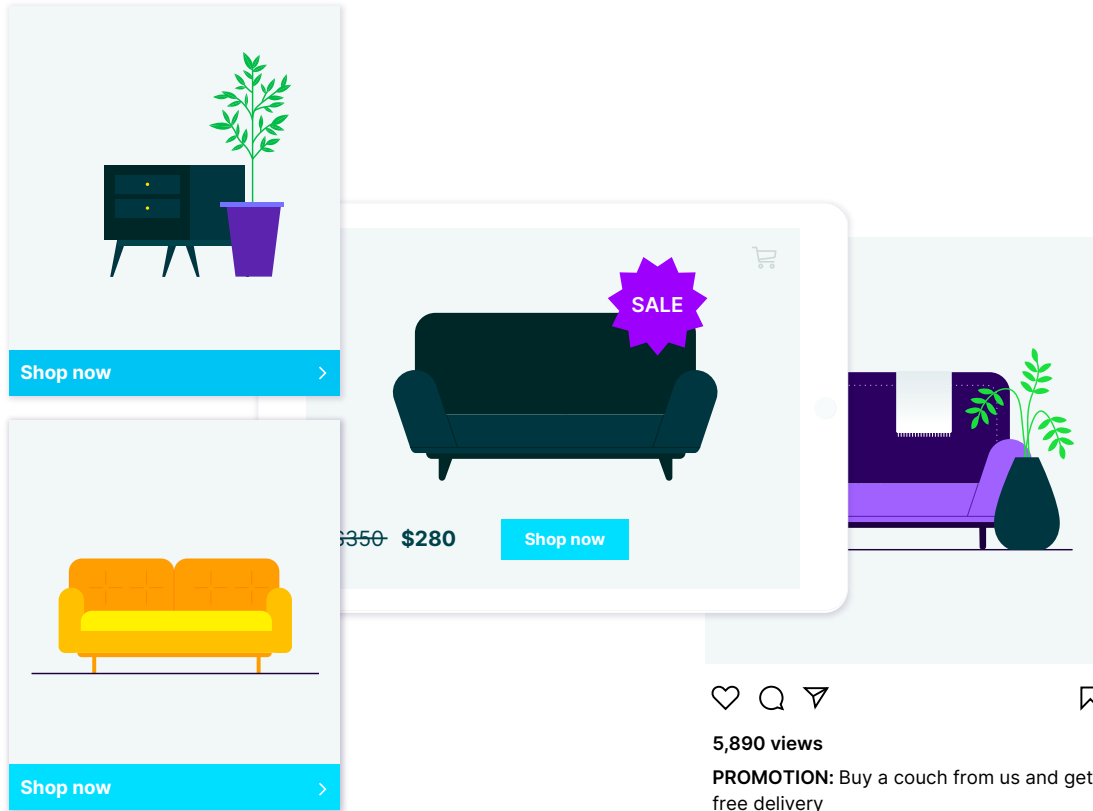 Shop now
SALE
$350 $280
Shop now
Shop now
5,890 views
PROMOTION: Buy a couch from us and get
free delivery